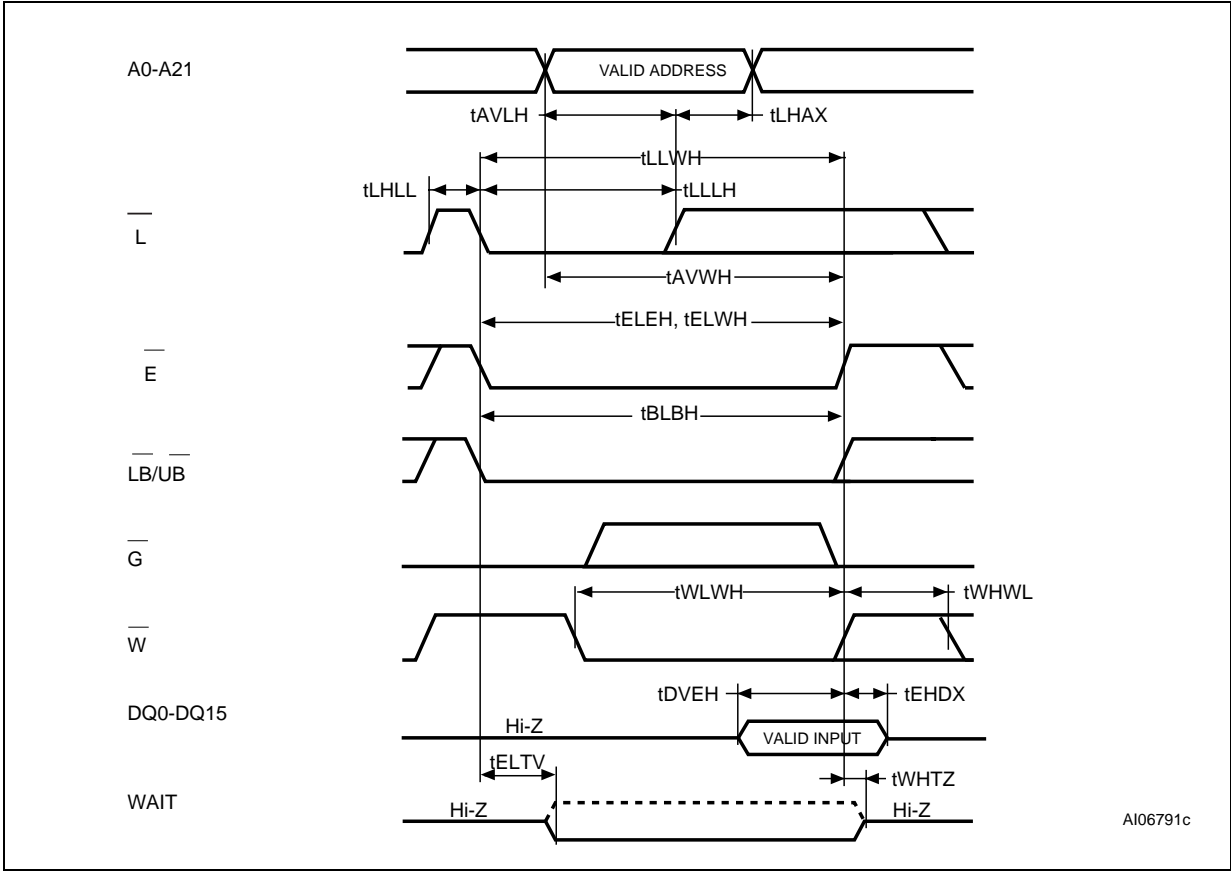 A0-A21
VALID ADDRESS
tAVLH
tLHAX
tLLWH
tLHLL
tLLLH
L
tAVWH
tELEH, tELWH
E
tBLBH
LB/UB
G
tWLWH
tWHWL
W
tDVEH
tEHDX
DQ0-DQ15
Hi-Z
VALID INPUT
tELTV
tWHTZ
WAIT
Hi-Z
Hi-Z
AI06791c